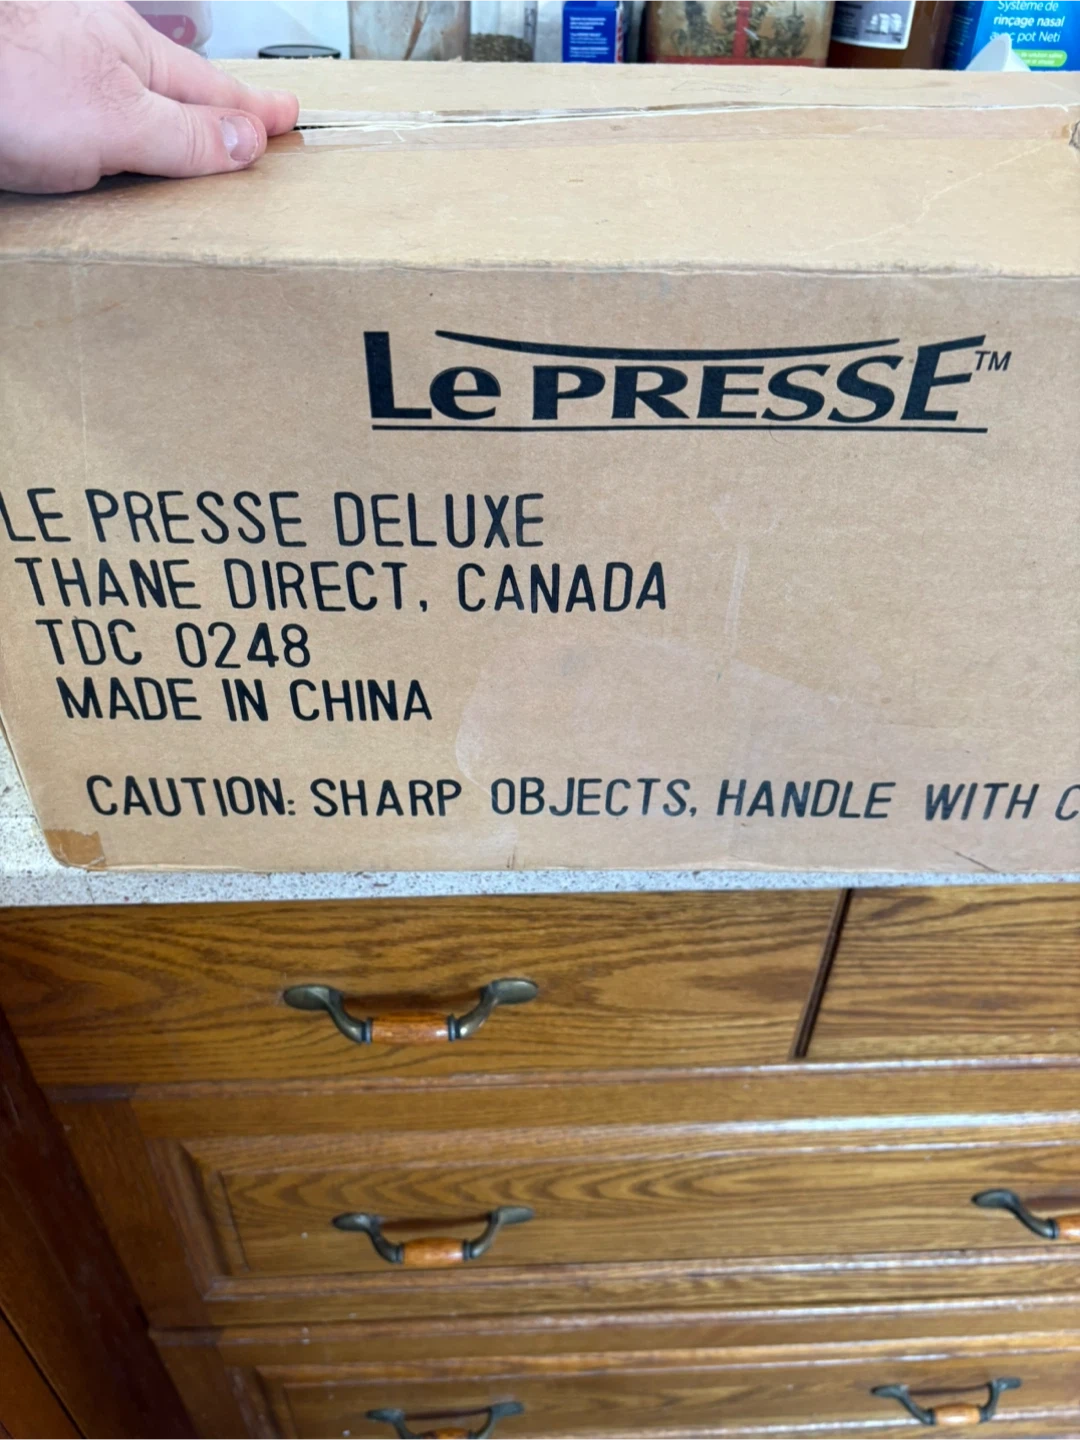 Système de
rinçage nasal
avec pot Neti
Le PRESSE™
LE PRESSE DELUXE
THANE DIRECT, CANADA
TDC 0248
MADE IN CHINA
CAUTION: SHARP OBJECTS, HANDLE WITH C